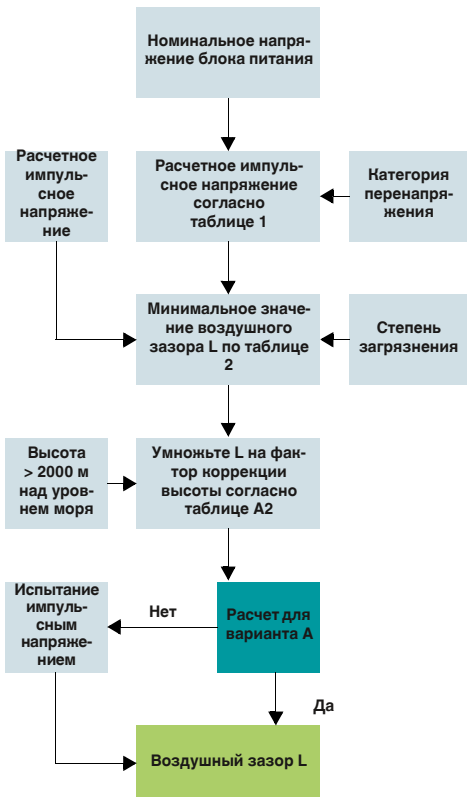 Номинальное напря-
жение блока питания
Расчетное
импуль-
сное
напряже-
ние
Расчетное импуль-
сное напряжение
согласно
таблице 1
Категория
перенапря-
жения
Минимальное значе-
ние воздушного
зазора L по таблице
2
Степень
загрязнения
Высота
> 2000 м
над уров-
нем моря
Умножьте L на фак-
тор коррекции
высоты согласно
таблице A2
Испытание
импуль-
сным
напряже-
нием
Нет
Расчет для
варианта А
Да
Воздушный зазор L